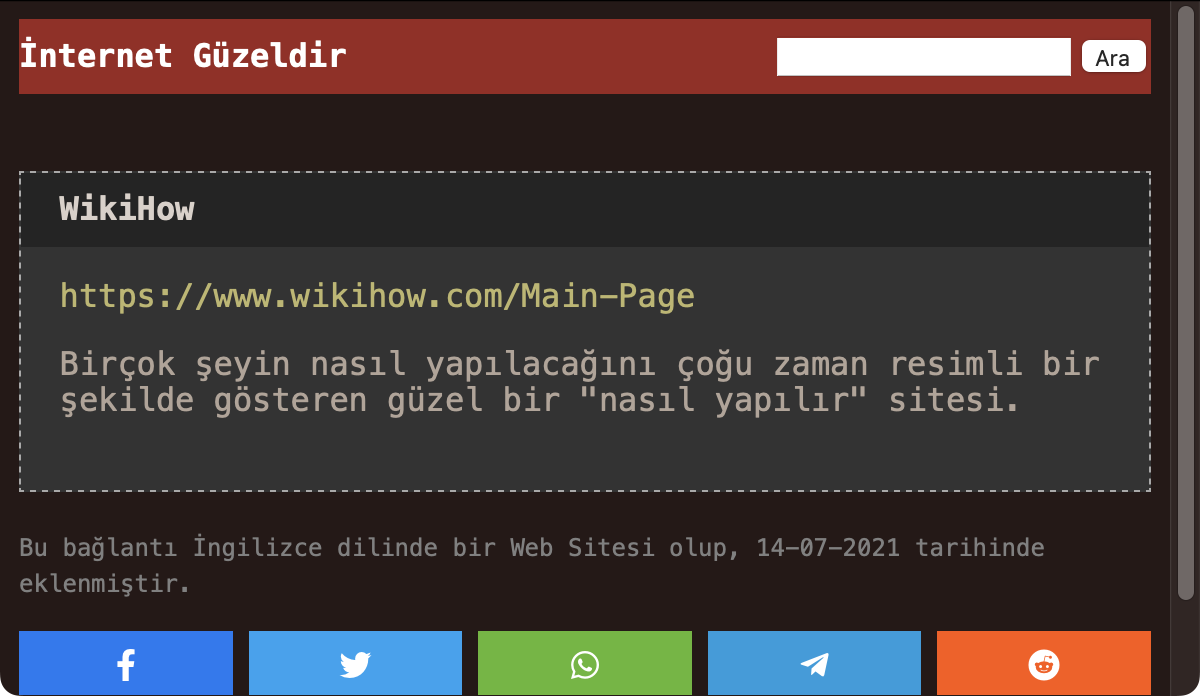 İnternet Güzeldir
Ara
WikiHow
https://www.wikihow.com/Main-Page
Birçok şeyin nasıl yapılacağını çoğu zaman resimli bir
şekilde gösteren güzel bir "nasıl yapılır" sitesi.
Bu bağlantı İngilizce dilinde bir Web Sitesi olup, 14-07-2021 tarihinde
eklenmiştir.